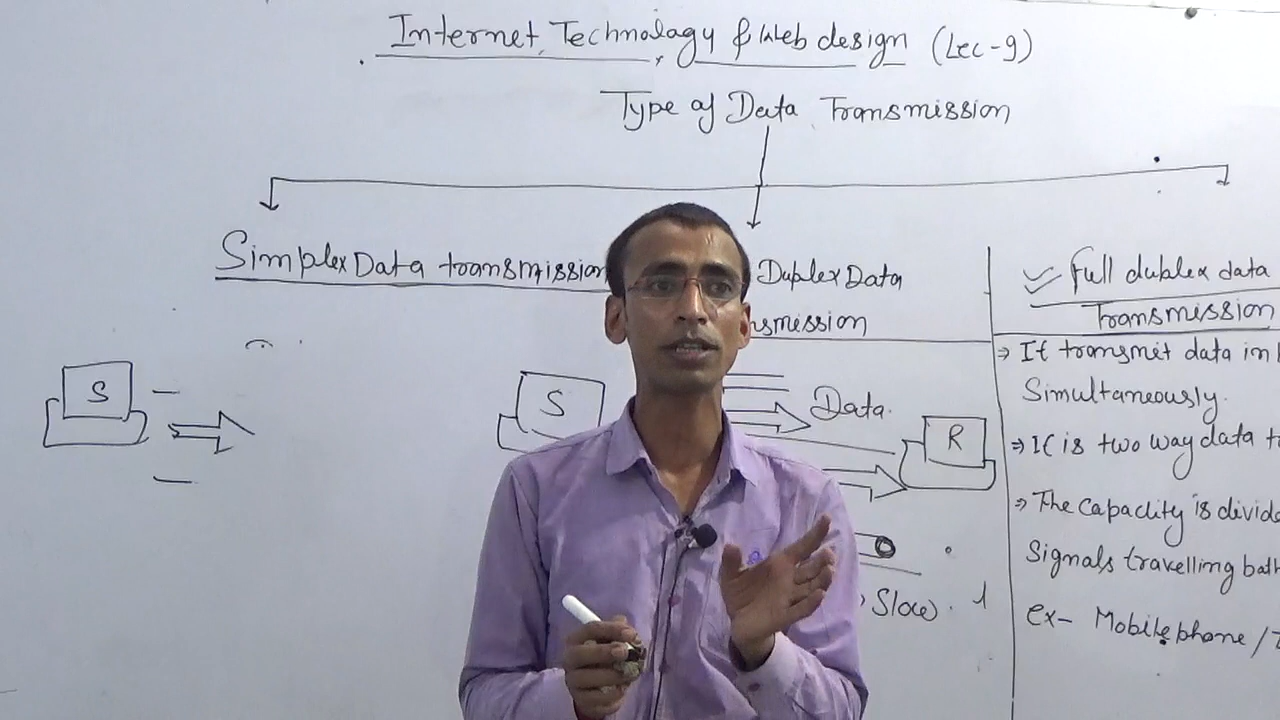 Internet Technology & Web design (Lec-9)
Type of Data Transmission
Simplex Data transmission
Duplex Data
nsmission
Full duplex data
Transmission
S
S
Data
R
Slow
⇒ It transmit data in
Simultaneously.
⇒ It is two way data
⇒ The Capacity is divid
Signals travelling bath
Ex- Mobile phone /